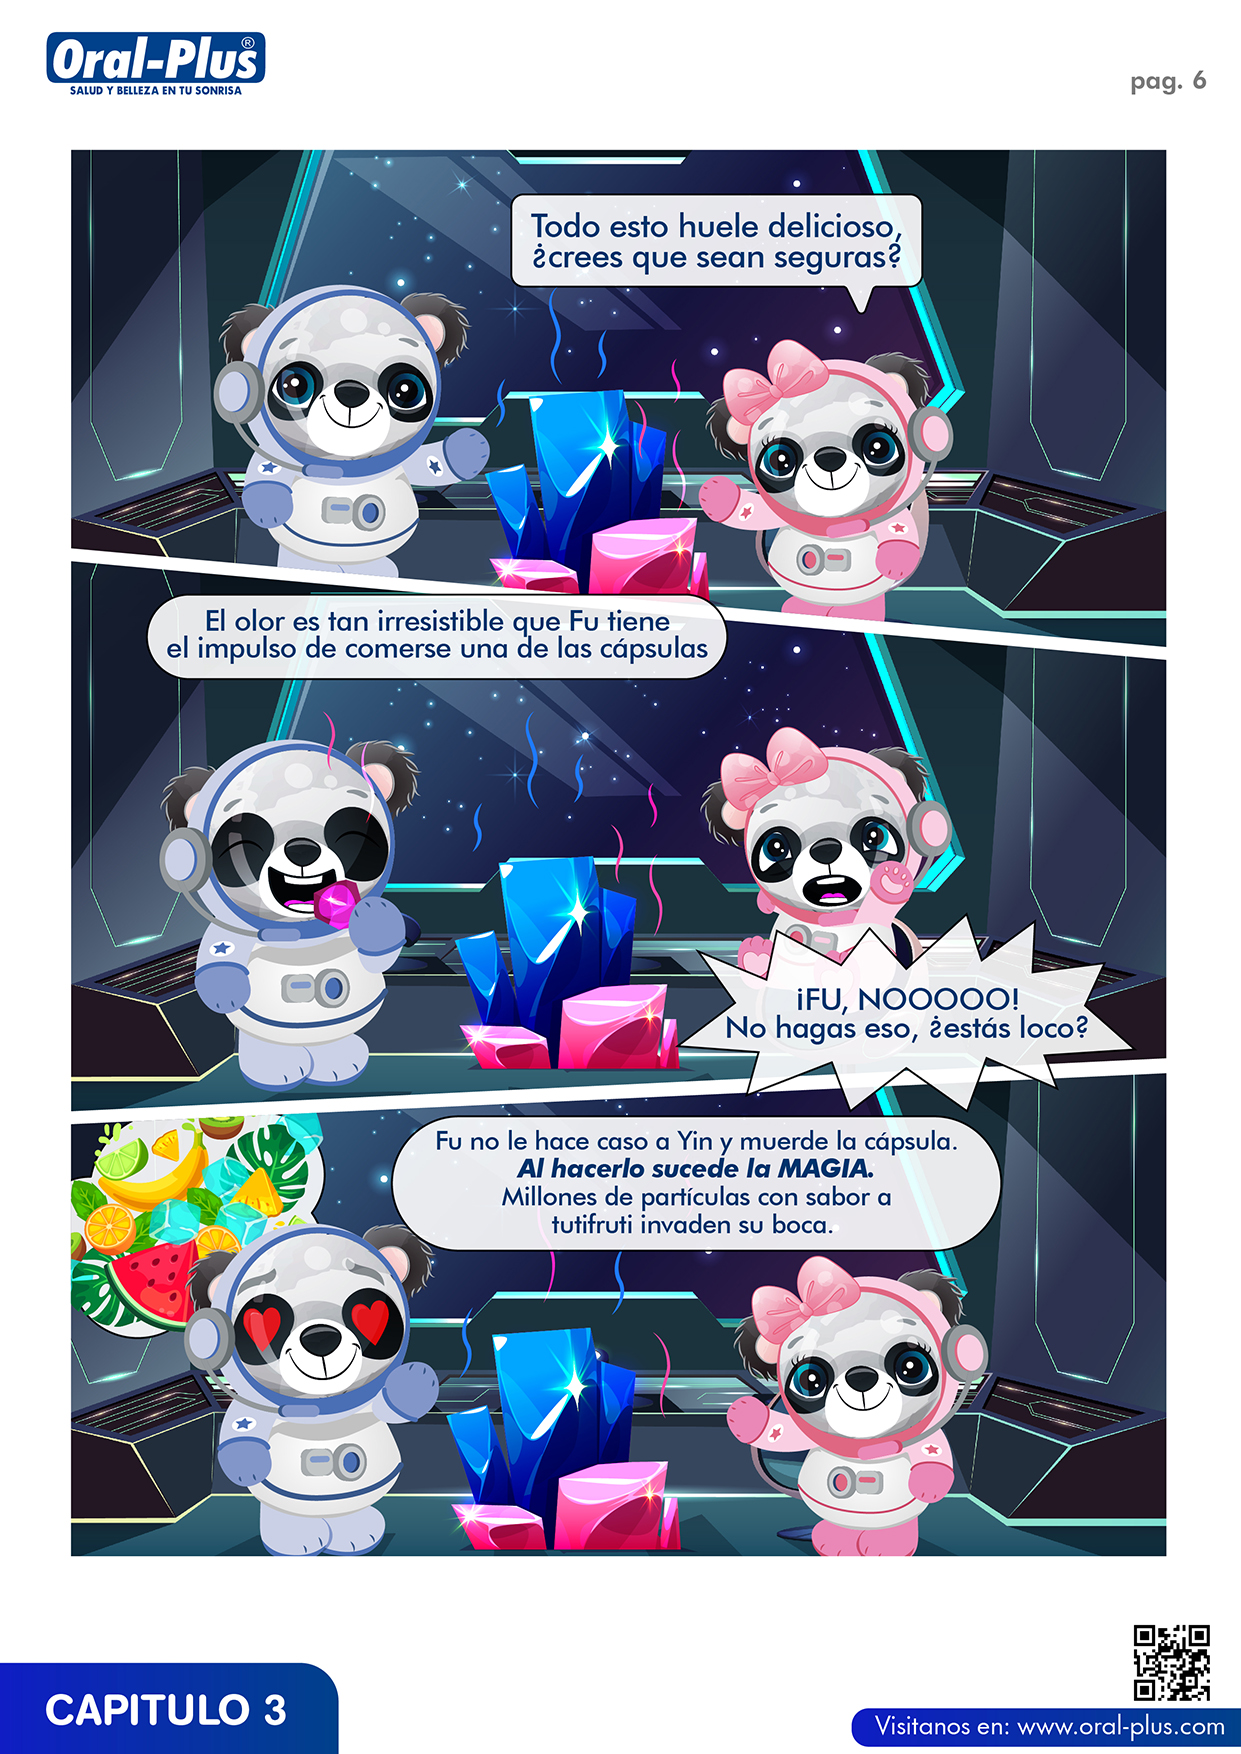 Oral-Plus®
SALUD Y BELLEZA EN TU SONRISA
pag. 6
Todo esto huele delicioso,
¿crees que sean seguras?
El olor es tan irresistible que Fu tiene
el impulso de comerse una de las cápsulas
¡FU, NOOOOO!
No hagas eso, ¿estás loco?
Fu no le hace caso a Yin y muerde la cápsula.
Al hacerlo sucede la MAGIA.
Millones de partículas con sabor a
tutifruti invaden su boca.
CAPITULO 3
Visitanos en: www.oral-plus.com